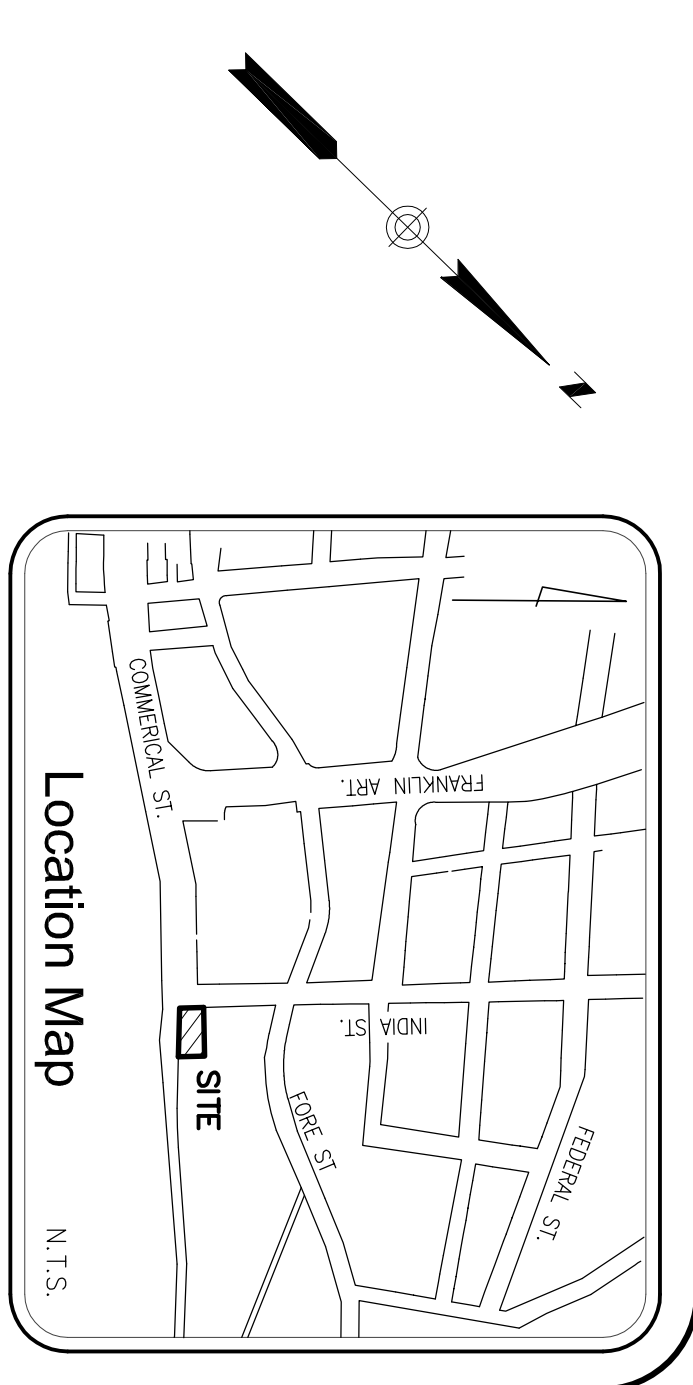 N
COMMERICAL ST.
FRANKLIN ART.
INDIA ST.
SITE
FORE ST
FEDERAL ST.
Location Map
N.T.S.